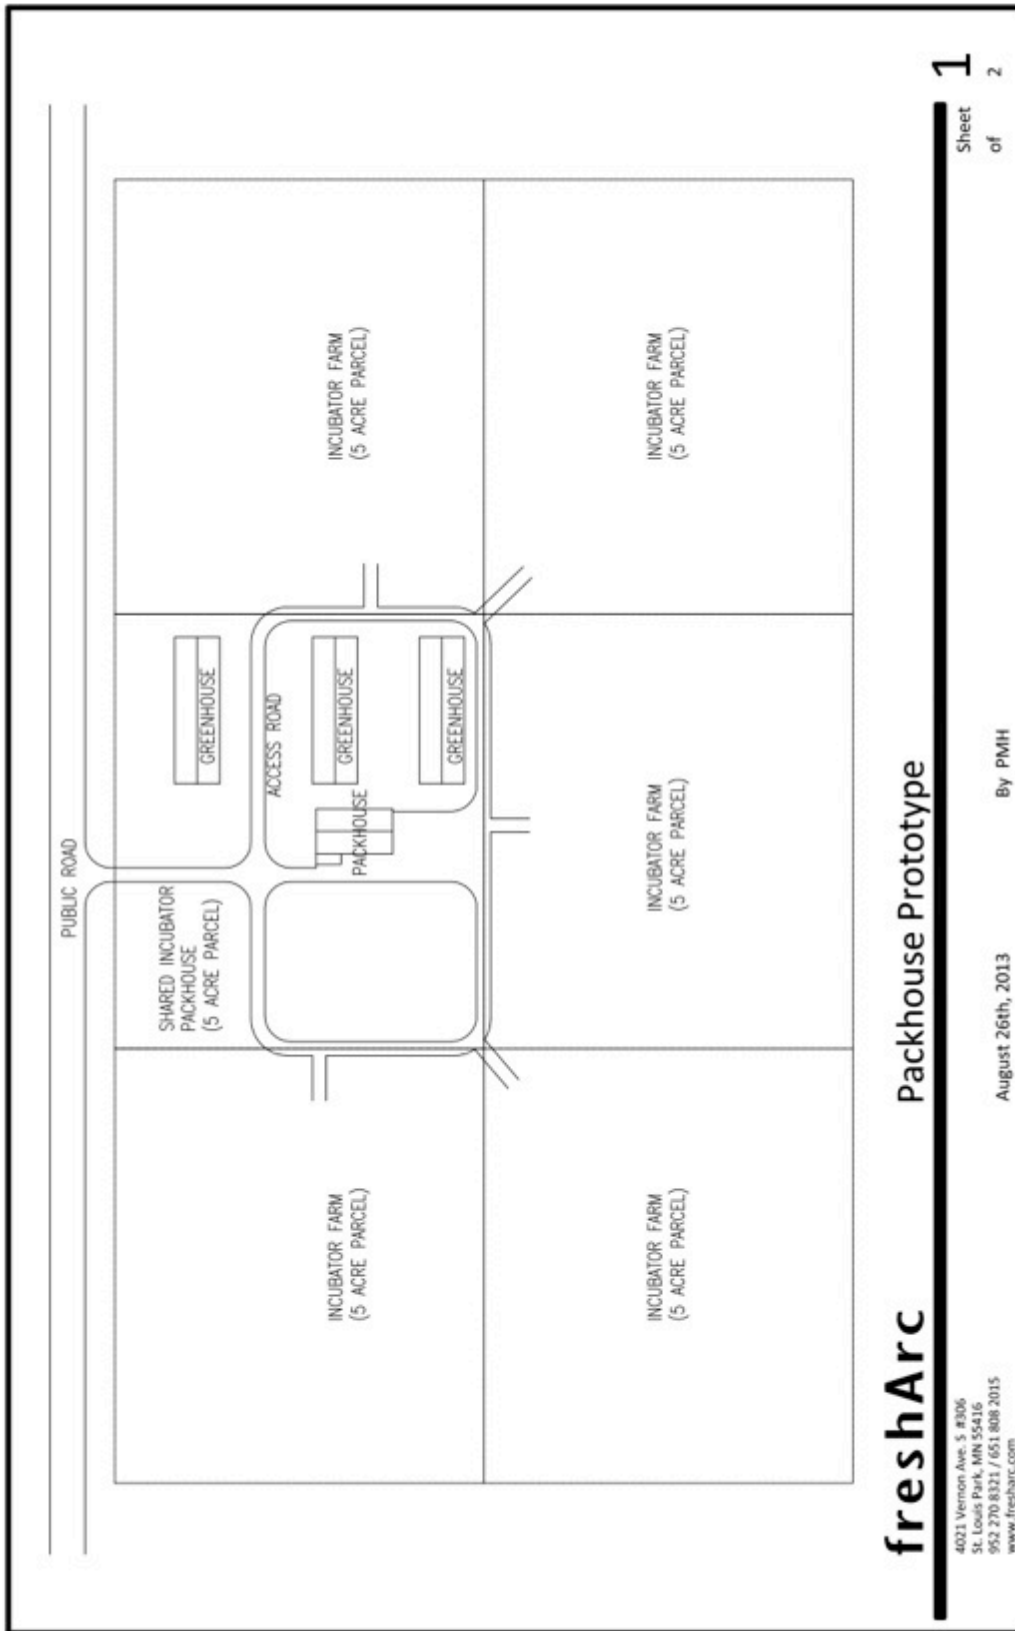 PUBLIC ROAD
SHARED INCUBATOR
PACKHOUSE
(5 ACRE PARCEL)
GREENHOUSE
ACCESS ROAD
GREENHOUSE
PACKHOUSE
GREENHOUSE
INCUBATOR FARM
(5 ACRE PARCEL)
INCUBATOR FARM
(5 ACRE PARCEL)
INCUBATOR FARM
(5 ACRE PARCEL)
INCUBATOR FARM
(5 ACRE PARCEL)
INCUBATOR FARM
(5 ACRE PARCEL)
freshArc
Packhouse Prototype
4021 Vernon Ave. S #306
St. Louis Park, MN 55416
952 270 8321 / 651 808 2015
www.fresharc.com
August 26th, 2013
By PMH
Sheet 1
of 2